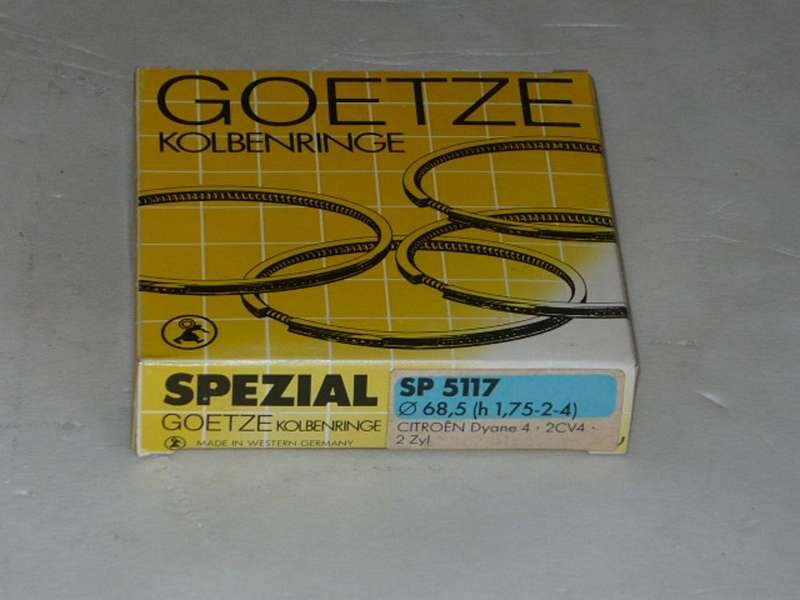 GOETZE
KOLBENRINGE
SPEZIAL
GOETZE KOLBENRINGE
MADE IN WESTERN GERMANY
SP 5117
Ø 68,5 (h 1,75-2-4)
CITROËN Dyane 4 · 2CV4 ·
2 Zyl.